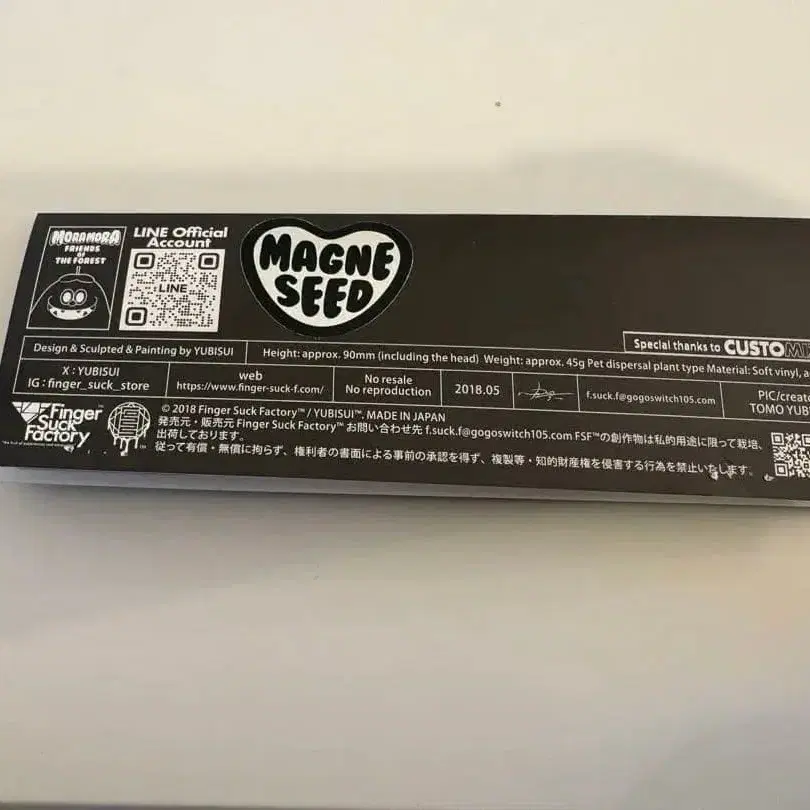 MORAMORA
FRIENDS
OF
THE FOREST
LINE Official
Account
LINE
MAGNE
SEED
Special thanks to CUSTOM
Design & Sculpted & Painting by YUBISUI
Height: approx. 90mm (including the head) Weight: approx. 45g Pet dispersal plant type Material: Soft vinyl, a
X : YUBISUI
IG : finger_suck_store
web
https://www.finger-suck-f.com/
No resale
No reproduction
2018.05
f.suck.f@gogoswitch105.com
PIC/creato
TOMO YUB
Finger
Suck
Factory
© 2018 Finger Suck Factory™ / YUBISUI™. MADE IN JAPAN
発売元・販売元 Finger Suck Factory™ お問い合わせ先 f.suck.f@gogoswitch105.com FSF™の創作物は私的用途に限って栽培、
出荷しております。
従って有償・無償に拘らず、権利者の書面による事前の承認を得ず、複製等・知的財産権を侵害する行為を禁止いたします。